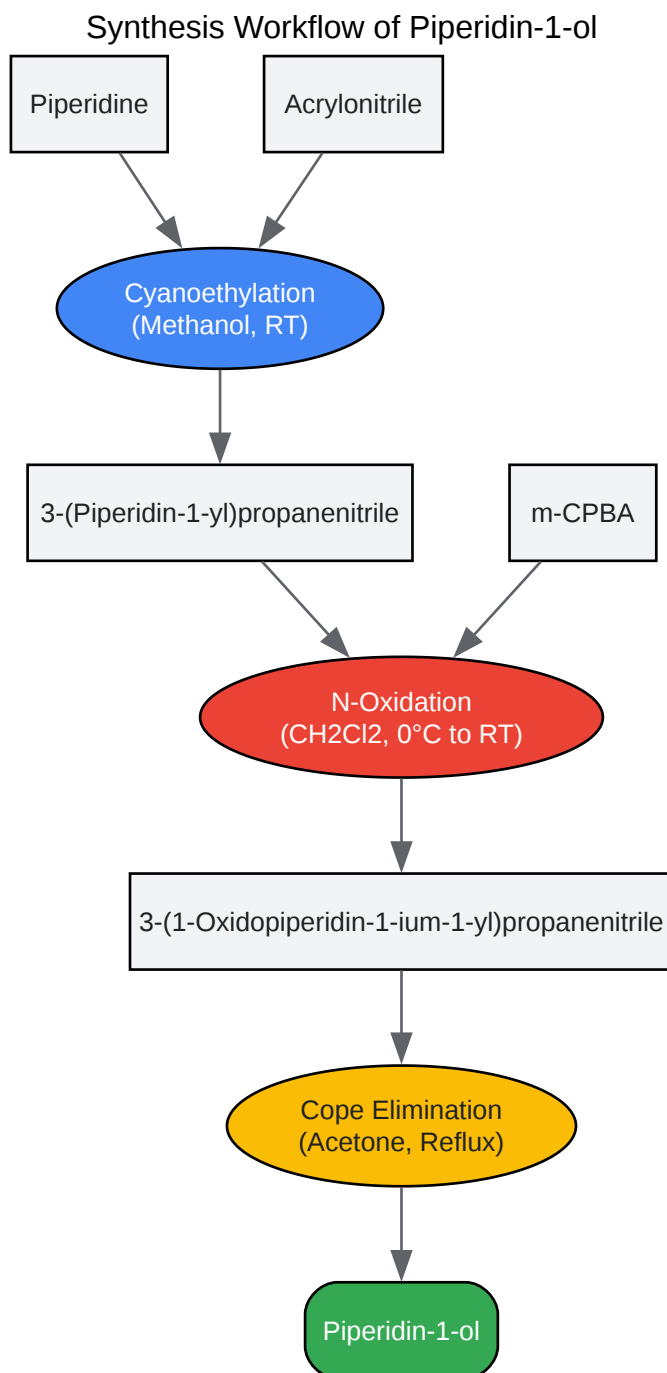 Synthesis Workflow of Piperidin-1-ol
Piperidine
Acrylonitrile
Cyanoethylation
(Methanol, RT)
3-(Piperidin-1-yl)propanenitrile
m-CPBA
N-Oxidation
(CH2Cl2, 0°C to RT)
3-(1-Oxidopiperidin-1-ium-1-yl)propanenitrile
Cope Elimination
(Acetone, Reflux)
Piperidin-1-ol